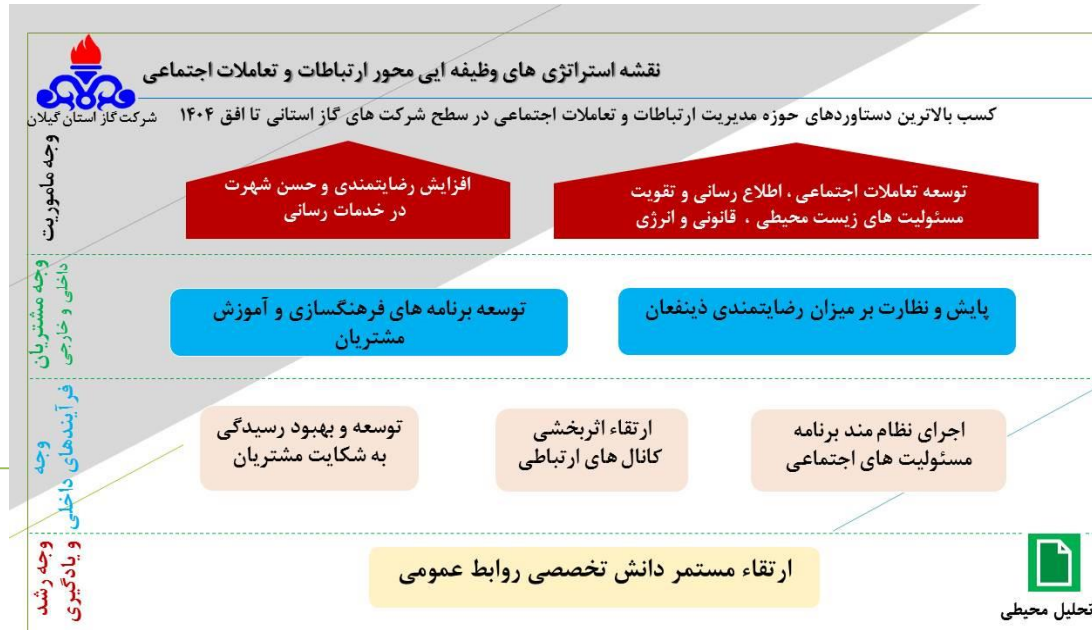 نقشه استراتژی های وظیفه ایی محور ارتباطات و تعاملات اجتماعی
شرکت گاز استان گیلان
کسب بالاترین دستاوردهای حوزه مدیریت ارتباطات و تعاملات اجتماعی در سطح شرکت های گاز استانی تا افق ۱۴۰۴
وجه ماموریت
توسعه تعاملات اجتماعی ، اطلاع رسانی و تقویت
مسئولیت های زیست محیطی ، قانونی و انرژی
افزایش رضایتمندی و حسن شهرت
در خدمات رسانی
وجه مشتریان
داخلی و خارجی
پایش و نظارت بر میزان رضایتمندی ذینفعان
توسعه برنامه های فرهنگسازی و آموزش
مشتریان
وجه
فرآیندهای داخلی
اجرای نظام مند برنامه
مسئولیت های اجتماعی
ارتقاء اثربخشی
کانال های ارتباطی
توسعه و بهبود رسیدگی
به شکایت مشتریان
وجه رشد
و یادگیری
ارتقاء مستمر دانش تخصصی روابط عمومی
تحلیل محیطی